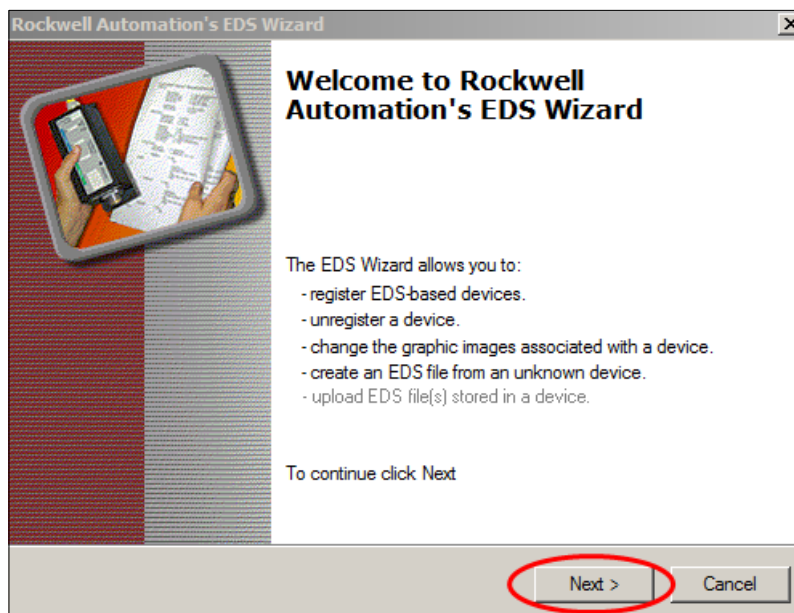 Rockwell Automation's EDS Wizard
Welcome to Rockwell
Automation's EDS Wizard
The EDS Wizard allows you to:
- register EDS-based devices.
- unregister a device.
- change the graphic images associated with a device.
- create an EDS file from an unknown device.
- upload EDS file(s) stored in a device.
To continue click Next
Next >
Cancel